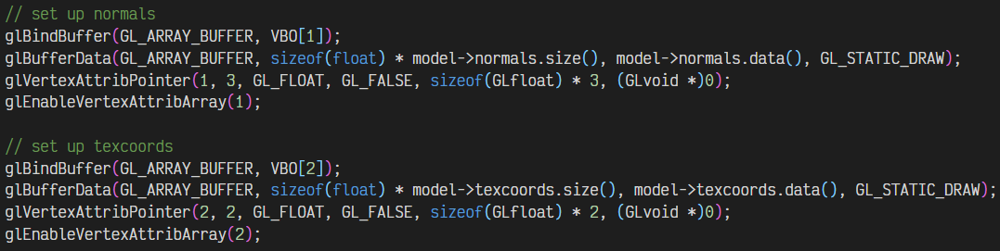 // set up normals
glBindBuffer(GL_ARRAY_BUFFER, VBO[1]);
glBufferData(GL_ARRAY_BUFFER, sizeof(float) * model->normals.size(), model->normals.data(), GL_STATIC_DRAW);
glVertexAttribPointer(1, 3, GL_FLOAT, GL_FALSE, sizeof(GLfloat) * 3, (GLvoid *)0);
glEnableVertexAttribArray(1);

// set up texcoords
glBindBuffer(GL_ARRAY_BUFFER, VBO[2]);
glBufferData(GL_ARRAY_BUFFER, sizeof(float) * model->texcoords.size(), model->texcoords.data(), GL_STATIC_DRAW);
glVertexAttribPointer(2, 2, GL_FLOAT, GL_FALSE, sizeof(GLfloat) * 2, (GLvoid *)0);
glEnableVertexAttribArray(2);